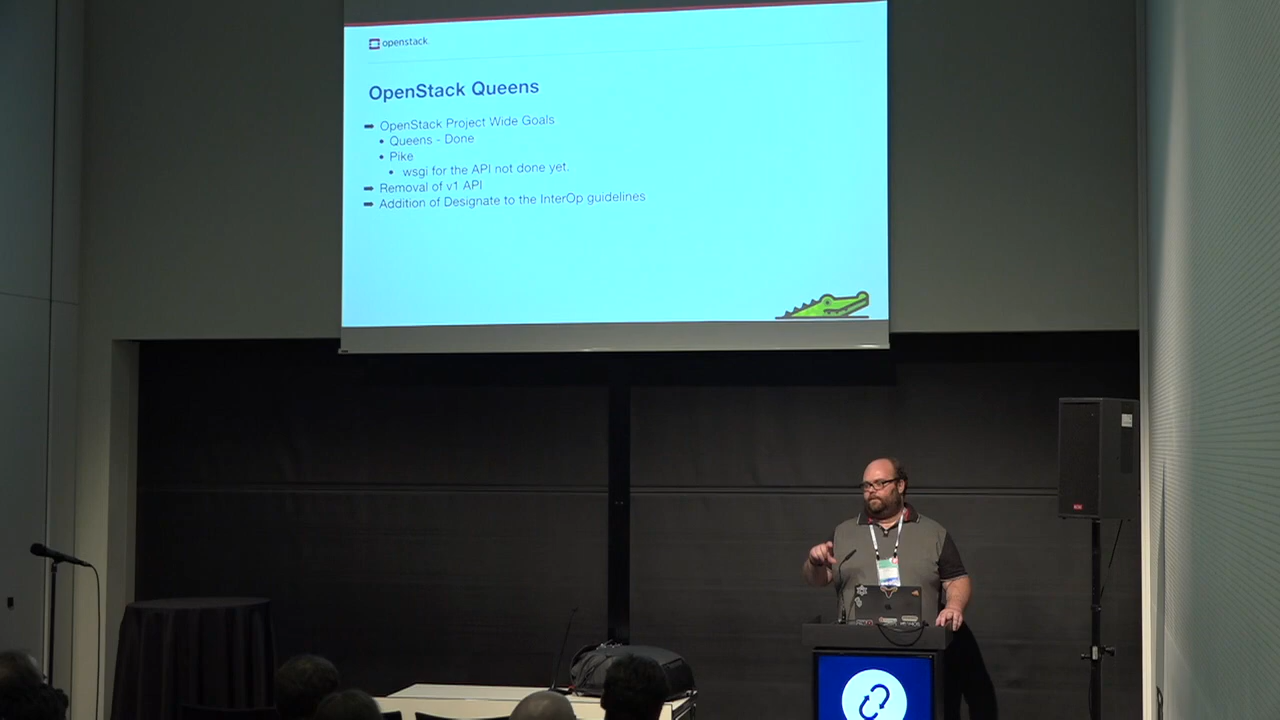 openstack.
OpenStack Queens
OpenStack Project Wide Goals
Queens - Done
Pike
wsgi for the API not done yet.
Removal of v1 API
Addition of Designate to the InterOp guidelines